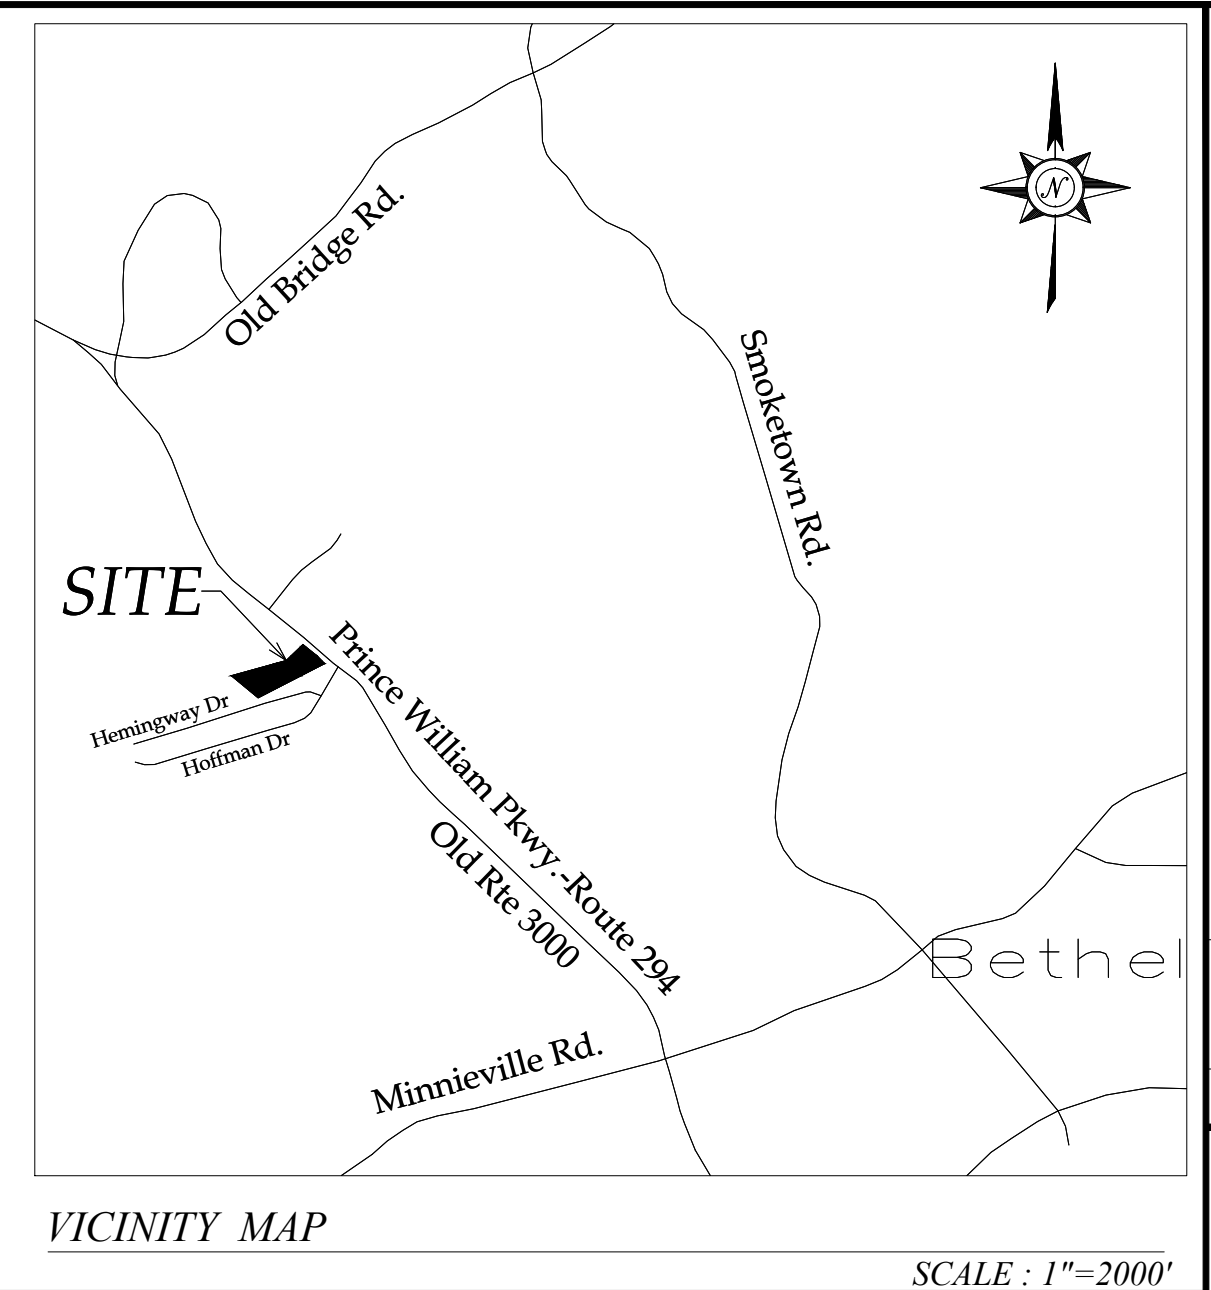 N
Old Bridge Rd.
Smoketown Rd.
SITE
Prince William Pkwy.-Route 294
Hemingway Dr
Hoffman Dr
Old Rte 3000
Bethel
Minnieville Rd.
VICINITY MAP
SCALE : 1"=2000'